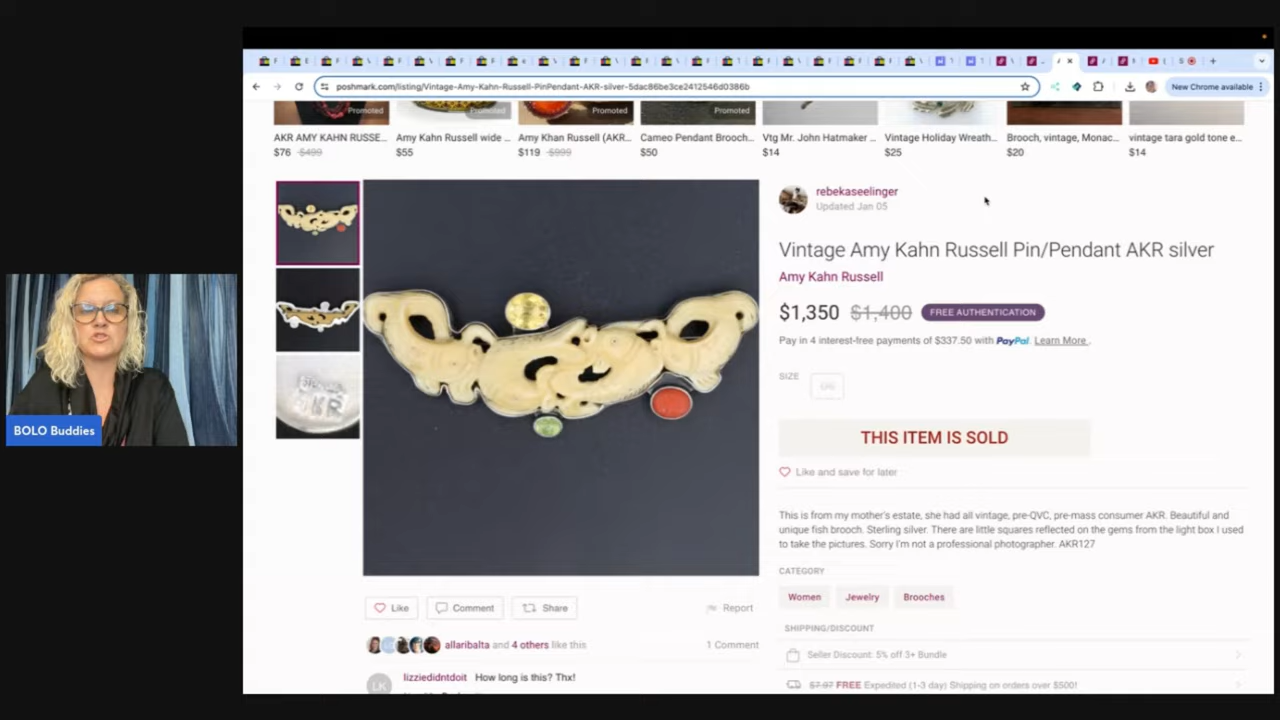 poshmark.com/listing/Vintage-Amy-Kahn-Russell-PinPendant-AKR-silver-5dac86be3ce2412546d0386b
New Chrome available
Promoted Promoted Promoted Promoted
AKR AMY KAHN RUSSE... Amy Kahn Russell wide ... Amy Khan Russell (AKR... Cameo Pendant Brooch... Vtg Mr. John Hatmaker ... Vintage Holiday Wreath... Brooch, vintage, Monac... vintage tara gold tone e...
$76 $499 $55 $119 $999 $50 $14 $25 $20 $14
rebekaseelinger
Updated Jan 05
Vintage Amy Kahn Russell Pin/Pendant AKR silver
Amy Kahn Russell
$1,350 $1,400 FREE AUTHENTICATION
Pay in 4 interest-free payments of $337.50 with PayPal. Learn More .
SIZE
THIS ITEM IS SOLD
Like and save for later
This is from my mother's estate, she had all vintage, pre-QVC, pre-mass consumer AKR. Beautiful and
unique fish brooch. Sterling silver. There are little squares reflected on the gems from the light box I used
to take the pictures. Sorry I'm not a professional photographer. AKR127
CATEGORY
Women Jewelry Brooches
SHIPPING/DISCOUNT
Seller Discount: 5% off 3+ Bundle
$7.97 FREE Expedited (1-3 day) Shipping on orders over $500!
AKR
Like Comment Share Report
allaribalta and 4 others like this 1 Comment
LK lizziedidntdoit How long is this? Thx!
BOLO Buddies